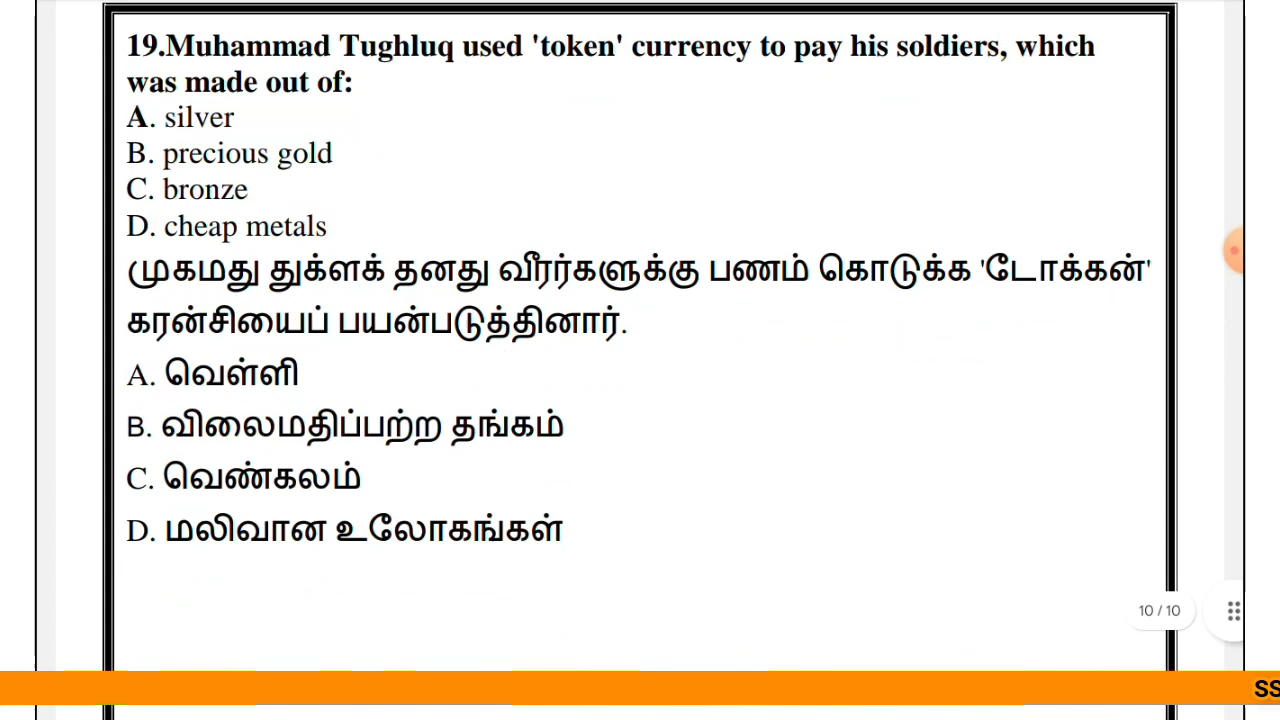 19.Muhammad Tughluq used 'token' currency to pay his soldiers, which
was made out of:
A. silver
B. precious gold
C. bronze
D. cheap metals
முகமது துக்ளக் தனது வீரர்களுக்கு பணம் கொடுக்க 'டோக்கன்'
கரன்சியைப் பயன்படுத்தினார்.
A. வெள்ளி
B. விலைமதிப்பற்ற தங்கம்
C. வெண்கலம்
D. மலிவான உலோகங்கள்
10 / 10
SS